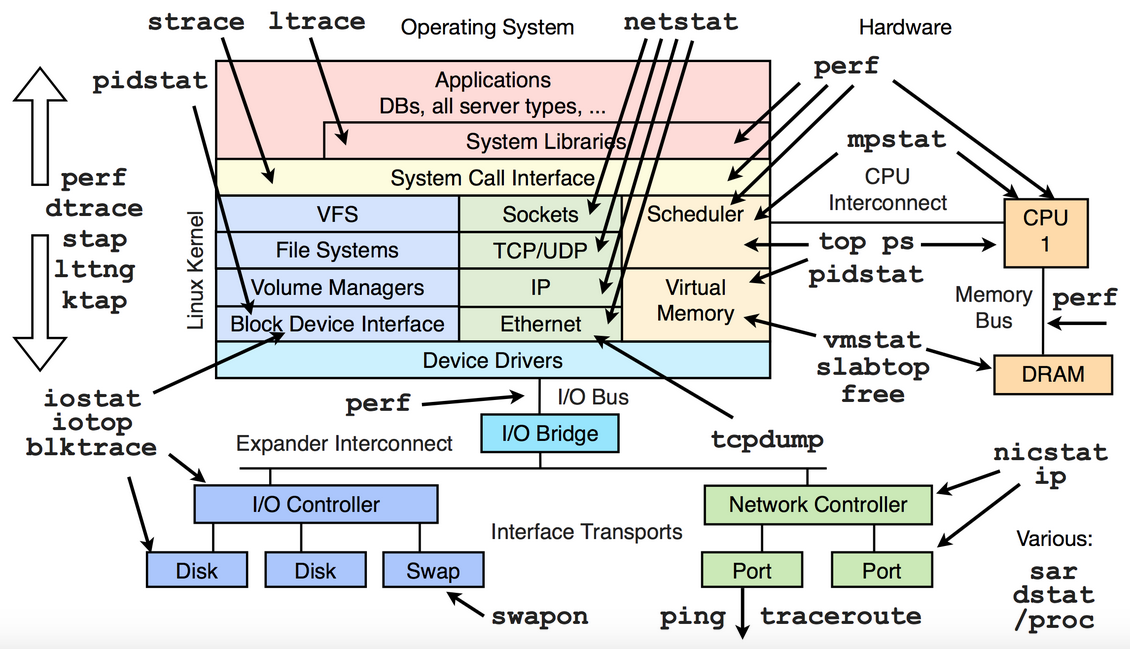 strace ltrace
Operating System
netstat
Hardware
pidstat
Applications
DBs, all server types, ...
System Libraries
System Call Interface
perf
mpstat
CPU
Interconnect
perf
dtrace
stap
lttng
ktap
Linux Kernel
VFS
Sockets
Scheduler
File Systems
TCP/UDP
Volume Managers
IP
Virtual
Memory
Block Device Interface
Ethernet
Device Drivers
CPU
1
top ps
pidstat
Memory
Bus
perf
vmstat
slabtop
free
DRAM
iostat
iotop
blktrace
perf
I/O Bus
I/O Bridge
Expander Interconnect
tcpdump
nicstat
ip
I/O Controller
Network Controller
Interface Transports
Disk
Disk
Swap
Port
Port
swapon
ping
traceroute
Various:
sar
dstat
/proc